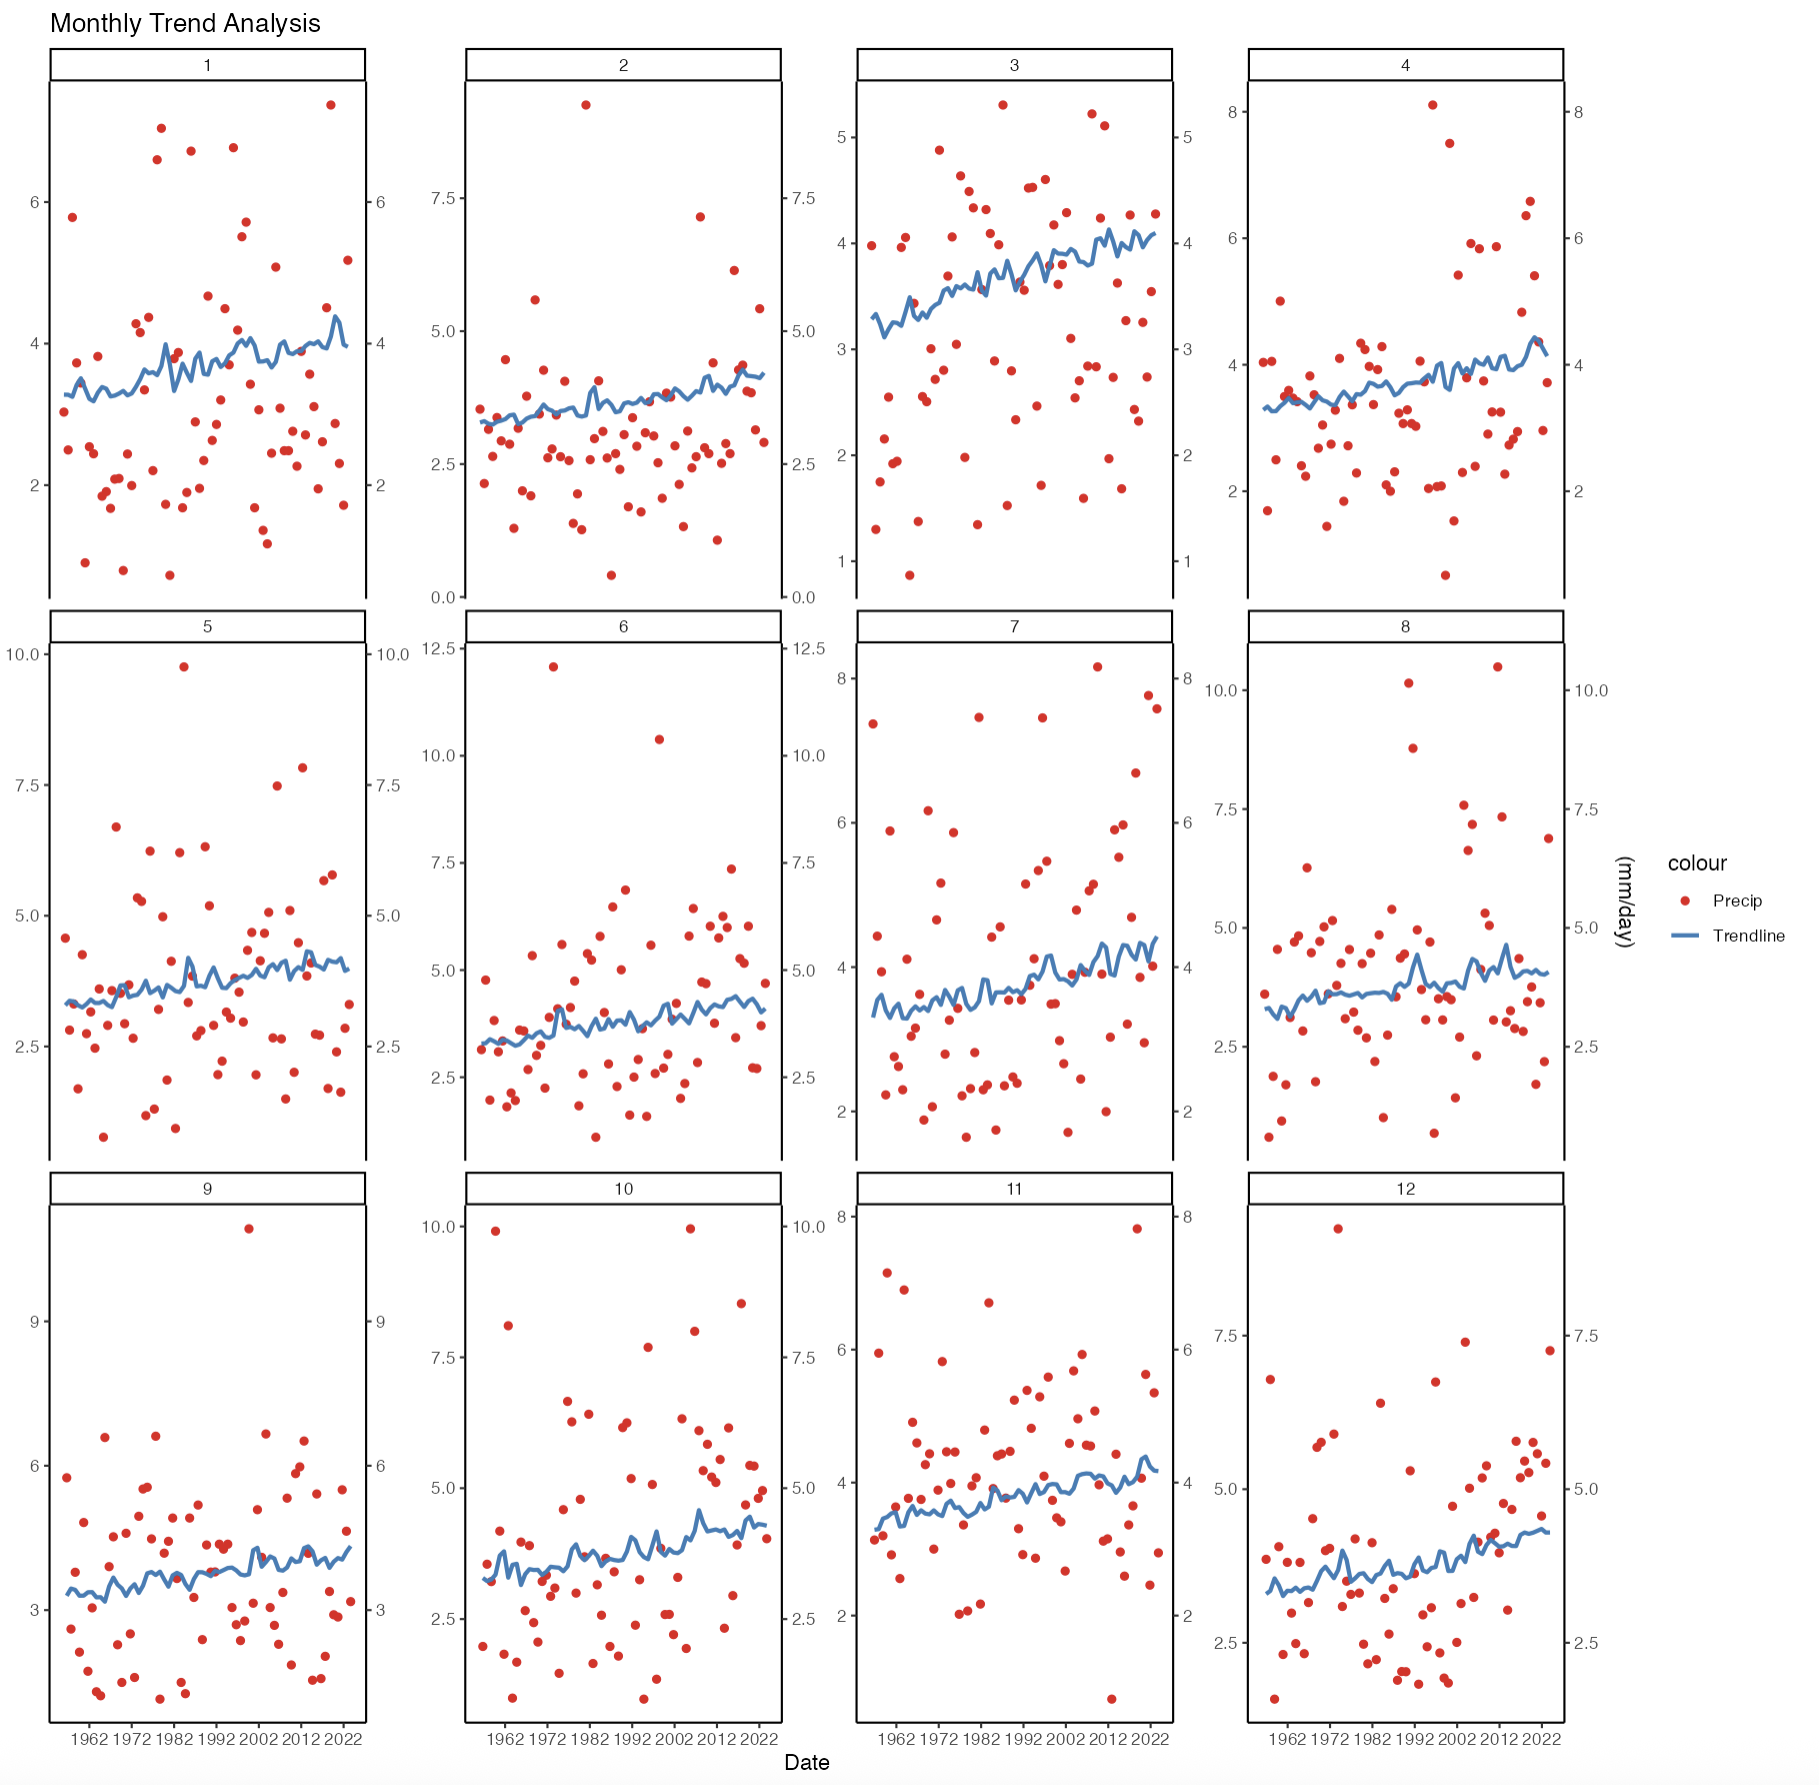 Monthly Trend Analysis
1 2 3 4
6 4 2
6 4 2
7.5 5.0 2.5 0.0
7.5 5.0 2.5 0.0
5 4 3 2 1
5 4 3 2 1
8 6 4 2
8 6 4 2
5 6 7 8
10.0 7.5 5.0 2.5
10.0 7.5 5.0 2.5
12.5 10.0 7.5 5.0 2.5
12.5 10.0 7.5 5.0 2.5
8 6 4 2
8 6 4 2
10.0 7.5 5.0 2.5
10.0 7.5 5.0 2.5
(mm/day)
colour
Precip
Trendline
9 10 11 12
9 6 3
9 6 3
10.0 7.5 5.0 2.5
10.0 7.5 5.0 2.5
8 6 4 2
8 6 4 2
7.5 5.0 2.5
7.5 5.0 2.5
1962 1972 1982 1992 2002 2012 2022
1962 1972 1982 1992 2002 2012 2022
1962 1972 1982 1992 2002 2012 2022
1962 1972 1982 1992 2002 2012 2022
Date